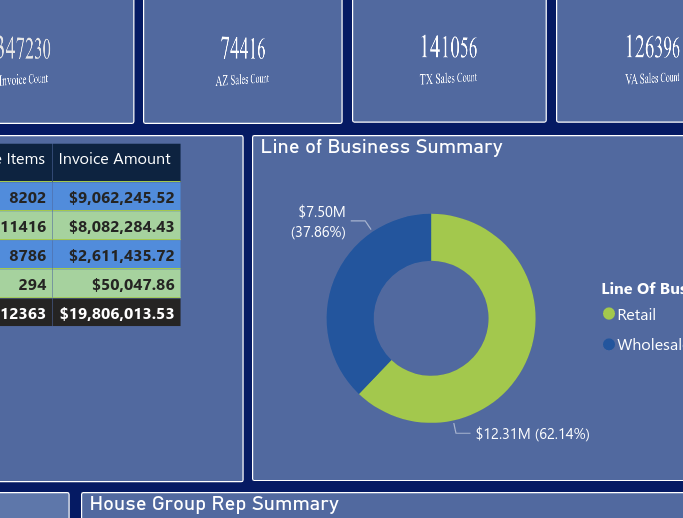 347230
74416
141056
126396
Invoice Count
AZ Sales Count
TX Sales Count
VA Sales Count
Items
Invoice Amount
8202
$9,062,245.52
11416
$8,082,284.43
8786
$2,611,435.72
294
$50,047.86
12363
$19,806,013.53
Line of Business Summary
$7.50M
(37.86%)
$12.31M (62.14%)
Line Of Bus
Retail
Wholesal
House Group Rep Summary